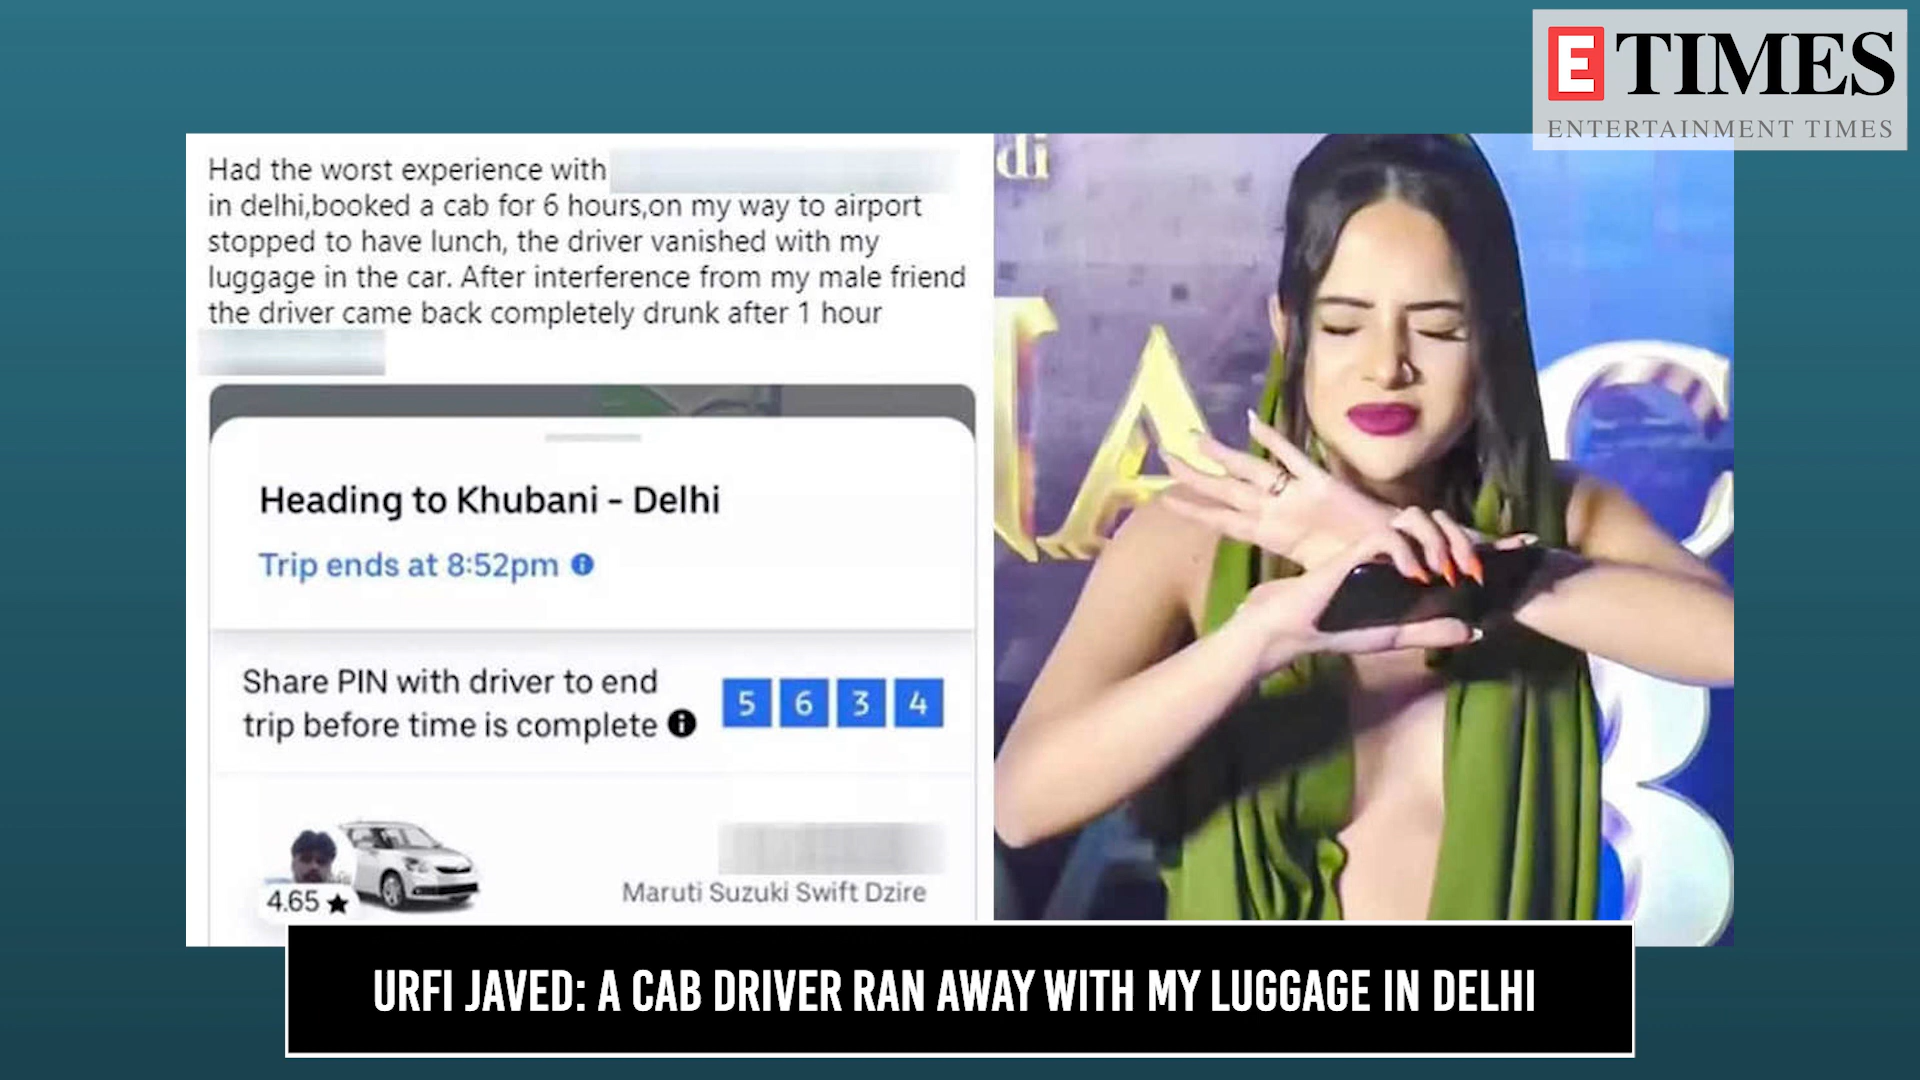 E TIMES
ENTERTAINMENT TIMES
Had the worst experience with
in delhi,booked a cab for 6 hours,on my way to airport
stopped to have lunch, the driver vanished with my
luggage in the car. After interference from my male friend
the driver came back completely drunk after 1 hour
Heading to Khubani - Delhi
Trip ends at 8:52pm
Share PIN with driver to end
trip before time is complete
5 6 3 4
4.65 ★
Maruti Suzuki Swift Dzire
di
URFI JAVED: A CAB DRIVER RAN AWAY WITH MY LUGGAGE IN DELHI